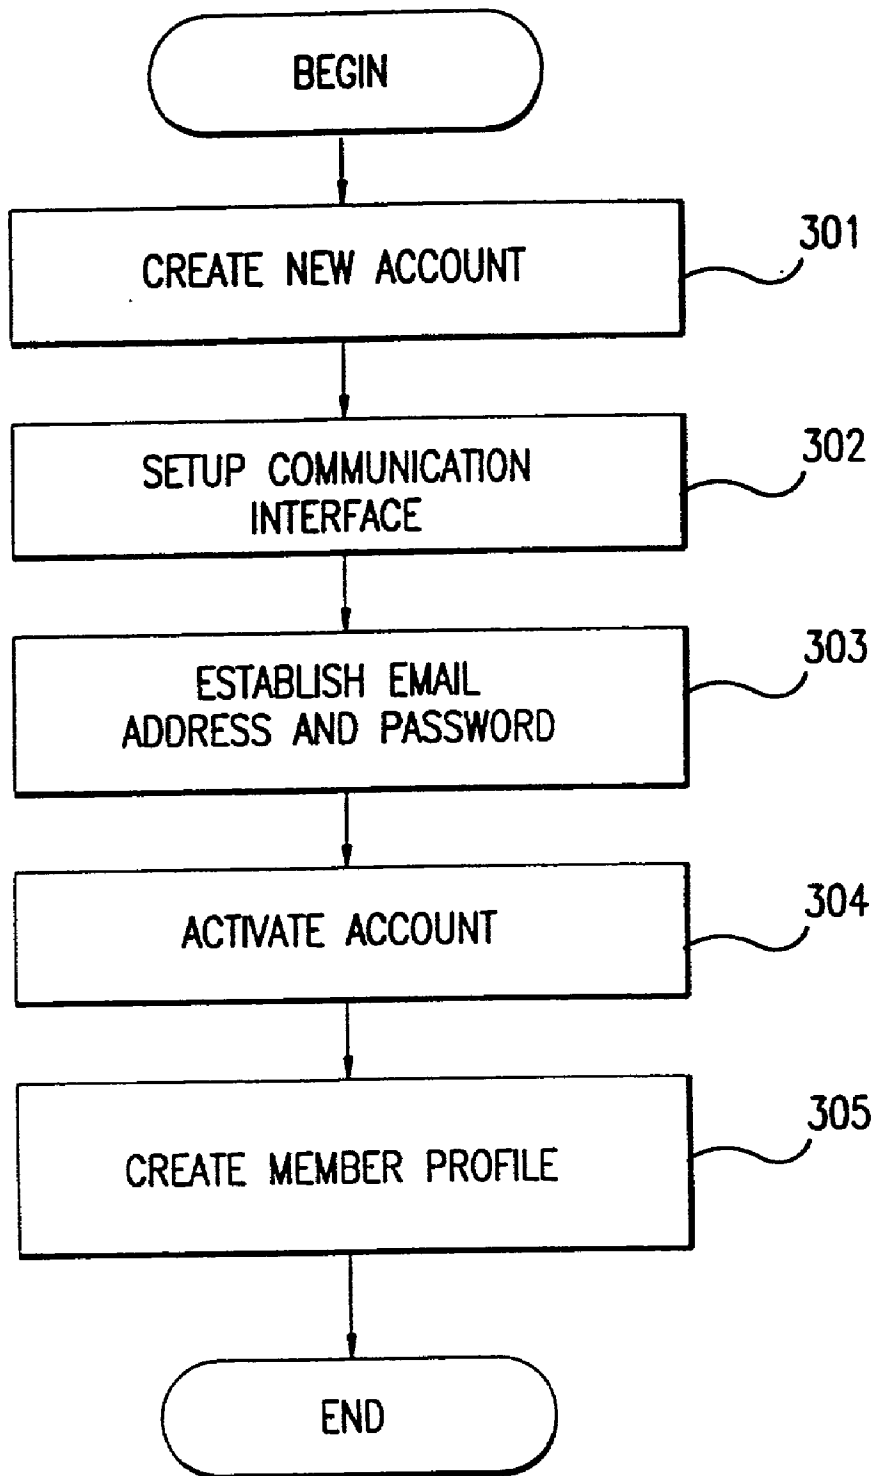 BEGIN
CREATE NEW ACCOUNT
301
SETUP COMMUNICATION
INTERFACE
302
ESTABLISH EMAIL
ADDRESS AND PASSWORD
303
ACTIVATE ACCOUNT
304
CREATE MEMBER PROFILE
305
END